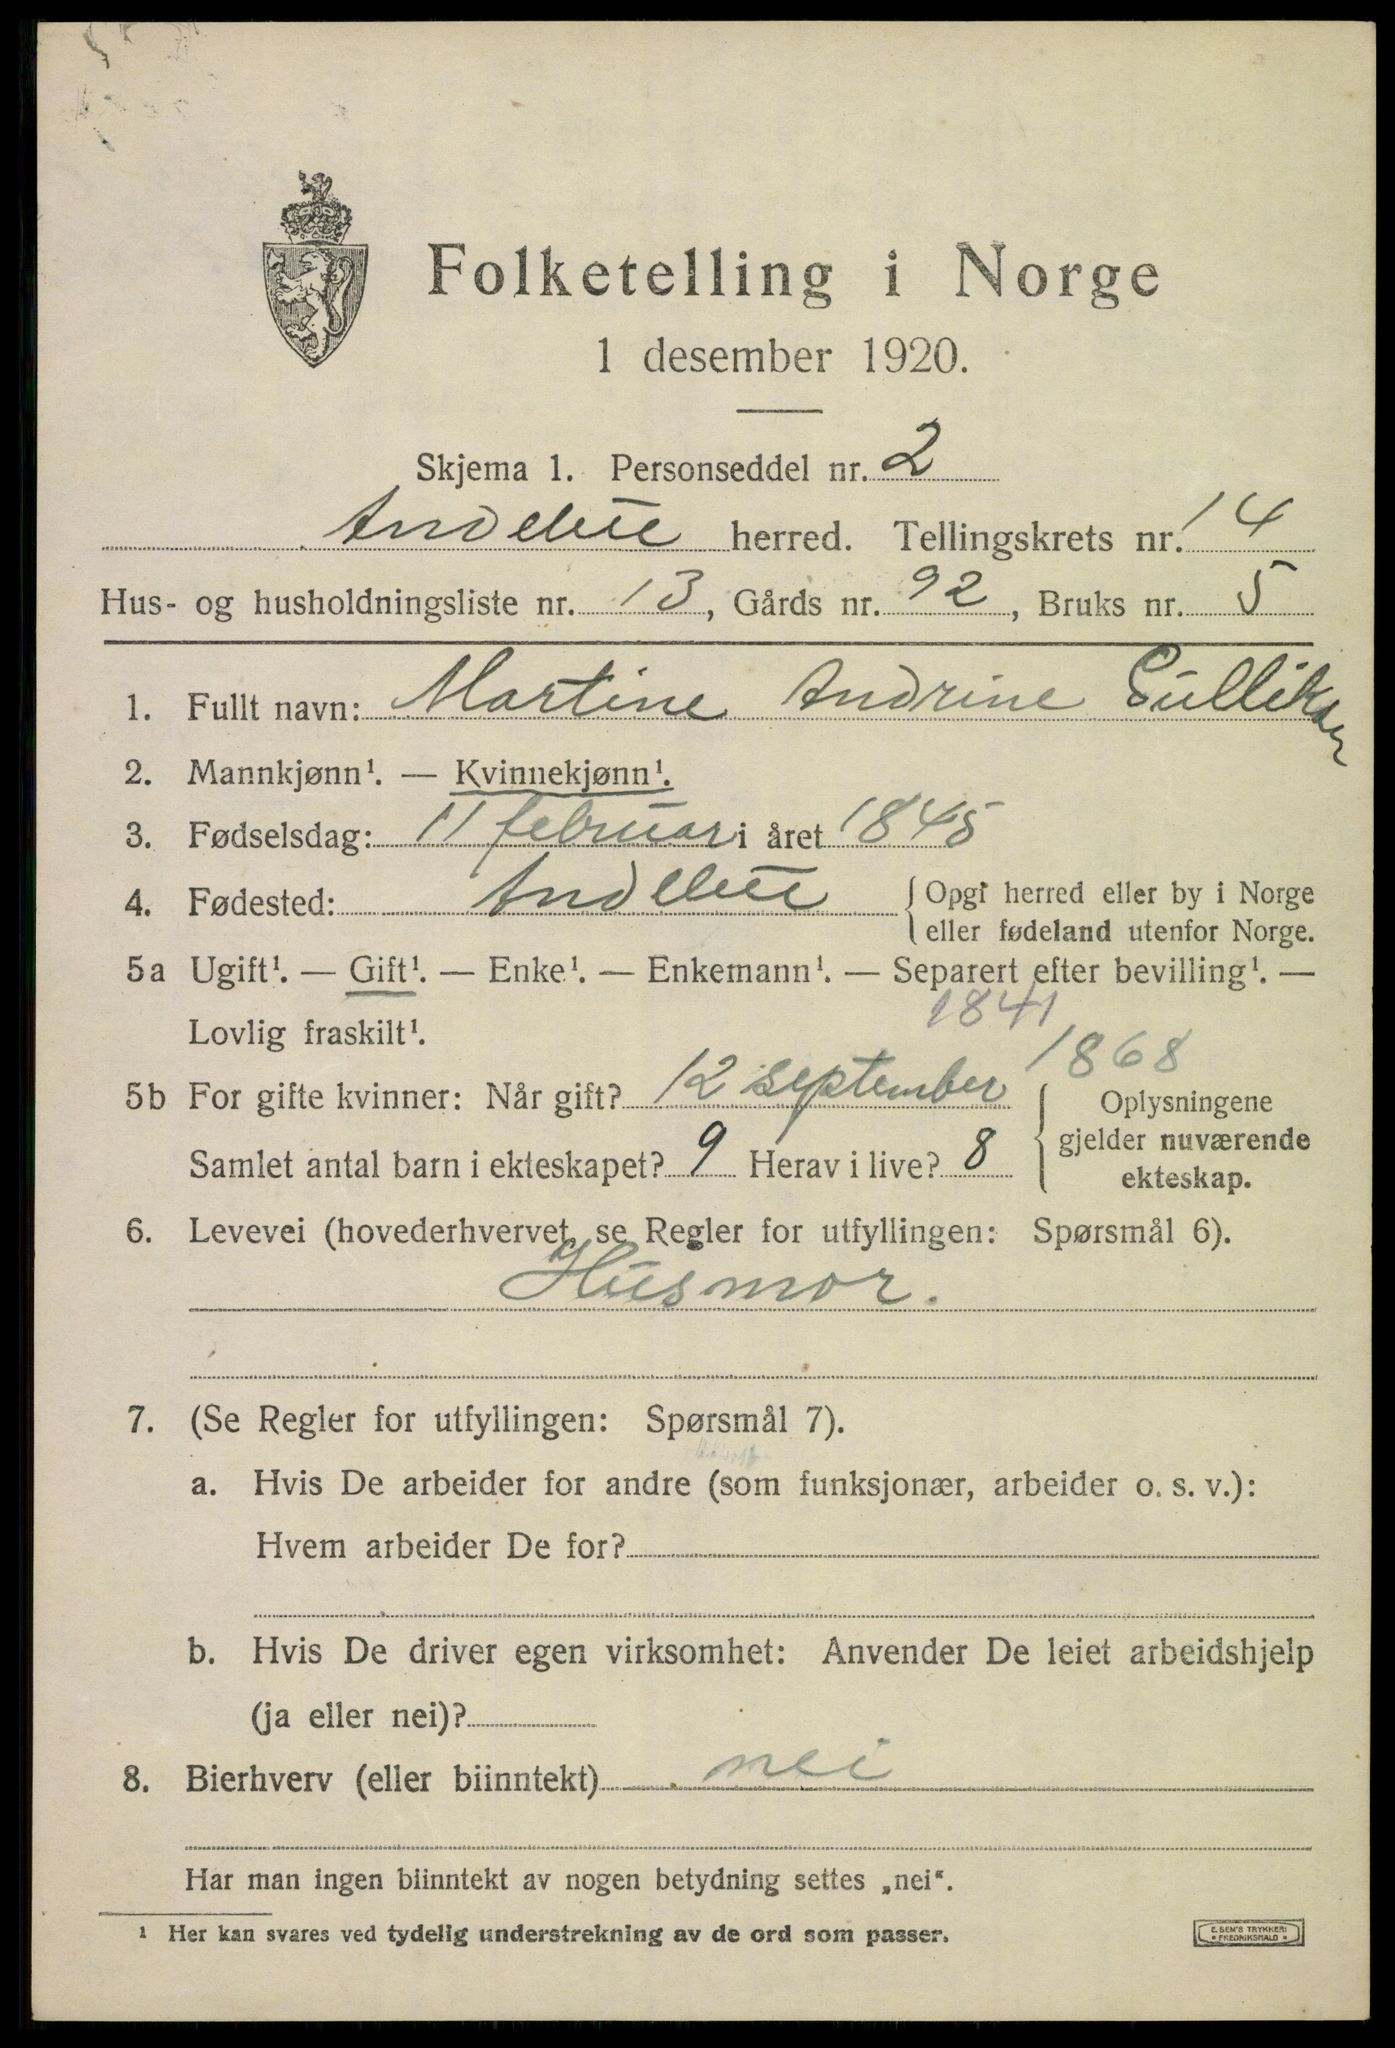 Folketelling i Norge
1 desember 1920.
Skjema 1. Personseddel nr. 2
Andebu herred. Tellingskrets nr. 14
Hus- og husholdningsliste nr. 13, Gårds nr. 92, Bruks nr. 5
1. Fullt navn: Martine Andrine Gulliksen
2. Mannkjønn¹. — Kvinnekjønn¹.
3. Fødselsdag: 11 februar i året 1845
4. Fødested: Andebu { Opgi herred eller by i Norge
eller fødeland utenfor Norge.
5a Ugift¹. — Gift¹. — Enke¹. — Enkemann¹. — Separert efter bevilling¹. —
1841
Lovlig fraskilt¹.
1868
5b For gifte kvinner: Når gift? 12 september { Oplysningene
gjelder nuværende
Samlet antal barn i ekteskapet? 9 Herav i live? 8
ekteskap.
6. Levevei (hovederhvervet, se Regler for utfyllingen: Spørsmål 6).
Husmor.
7. (Se Regler for utfyllingen: Spørsmål 7).
a. Hvis De arbeider for andre (som funksjonær, arbeider o. s. v.):
Hvem arbeider De for?
b. Hvis De driver egen virksomhet: Anvender De leiet arbeidshjelp
(ja eller nei)?
8. Bierhverv (eller biinntekt) nei
Har man ingen biinntekt av nogen betydning settes „nei“.
¹ Her kan svares ved tydelig understrekning av de ord som passer.
E. SEM'S TRYKKERI
FREDRIKSHALD